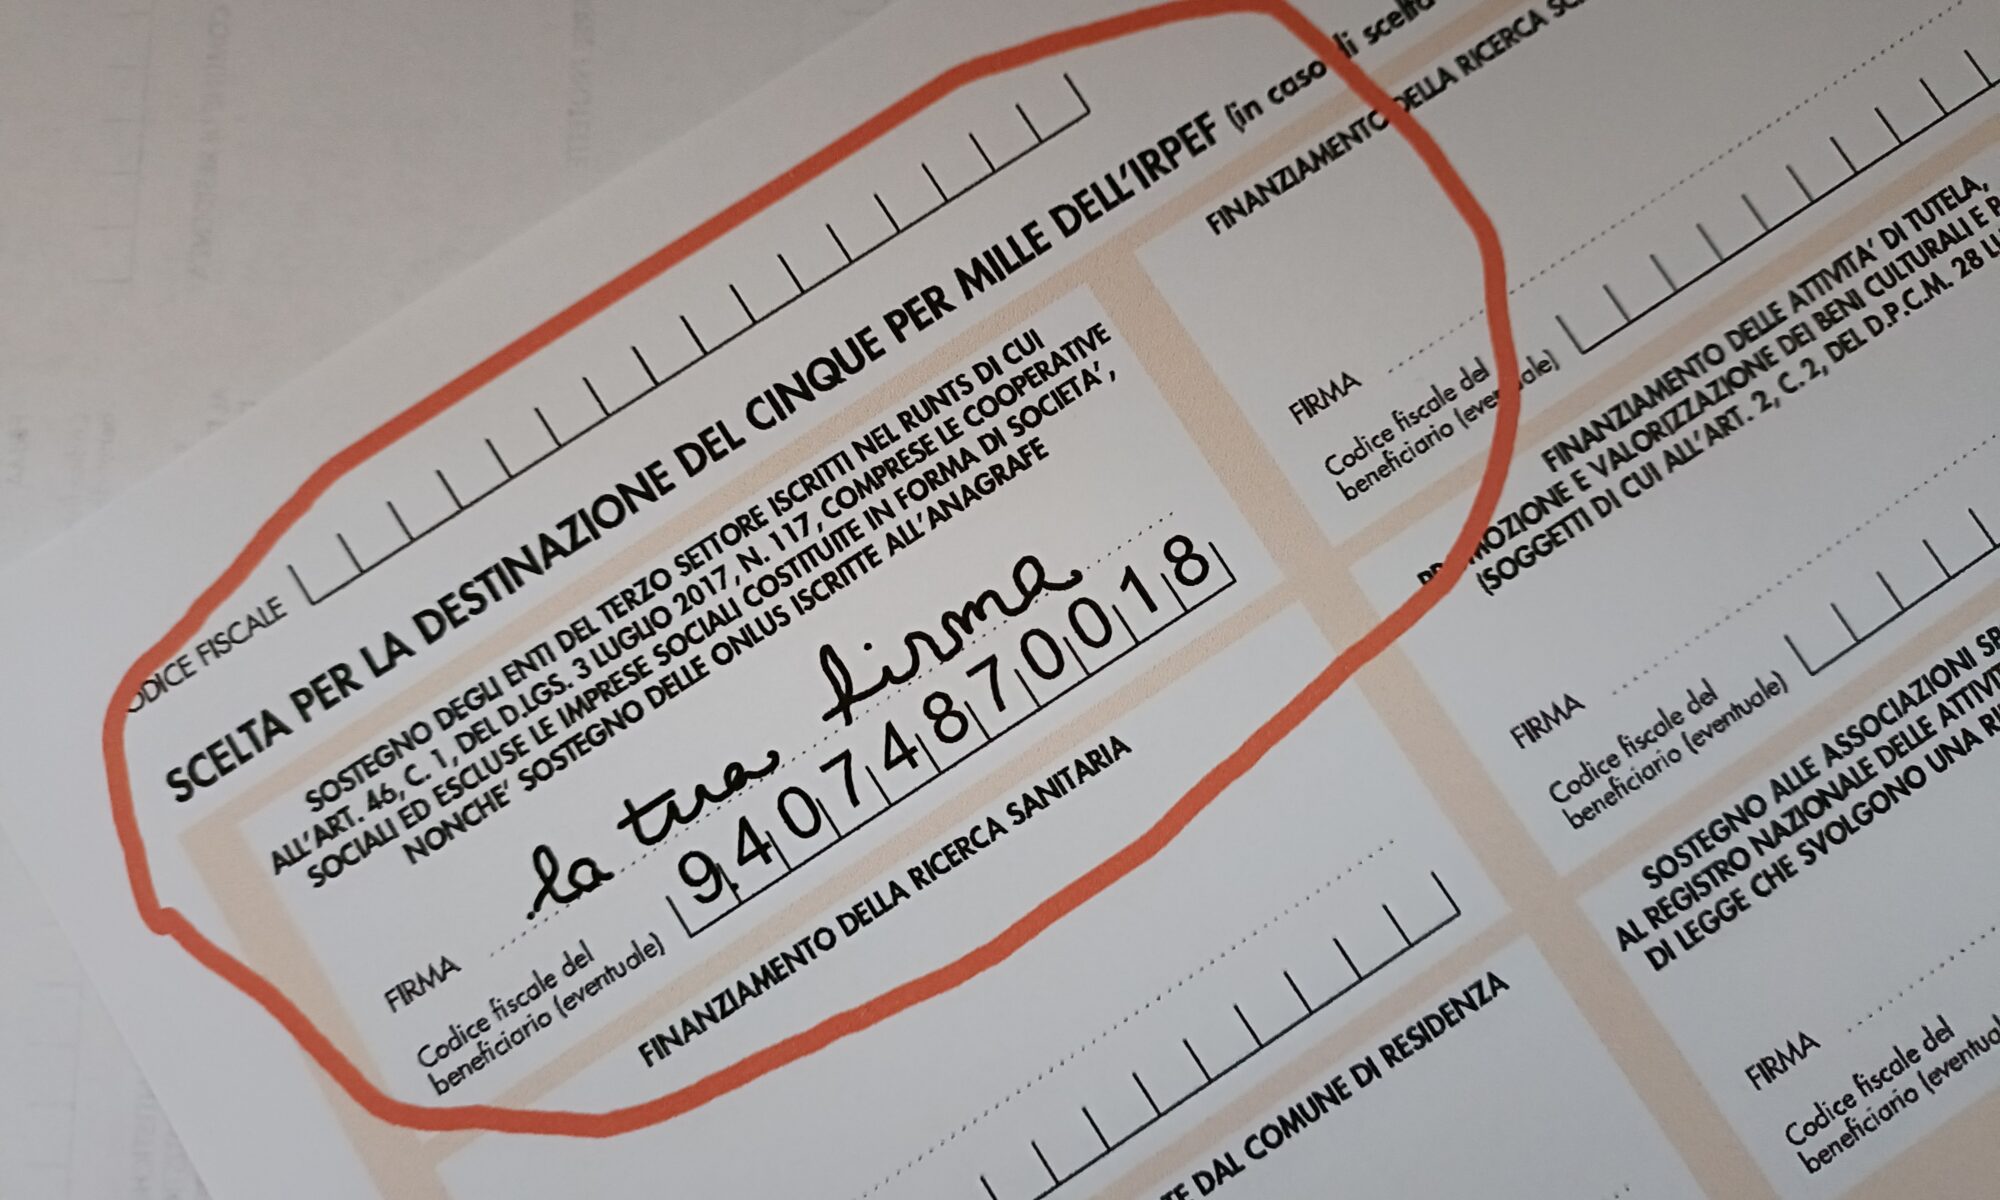 CODICE FISCALE
SCELTA PER LA DESTINAZIONE DEL CINQUE PER MILLE DELL'IRPEF (in caso di scelta
SOSTEGNO DEGLI ENTI DEL TERZO SETTORE ISCRITTI NEL RUNTS DI CUI
ALL'ART. 46, C. 1, DEL D.LGS. 3 LUGLIO 2017, N. 117, COMPRESE LE COOPERATIVE
SOCIALI ED ESCLUSE LE IMPRESE SOCIALI COSTITUITE IN FORMA DI SOCIETA',
NONCHE' SOSTEGNO DELLE ONLUS ISCRITTE ALL'ANAGRAFE
FIRMA la tua firma
Codice fiscale del
beneficiario (eventuale) 94074870018
FINANZIAMENTO DELLA RICERCA
FIRMA
Codice fiscale del
beneficiario (eventuale)
FINANZIAMENTO DELLA RICERCA SANITARIA
FINANZIAMENTO DELLE ATTIVITA' DI TUTELA,
PROMOZIONE E VALORIZZAZIONE DEI BENI CULTURALI E
(SOGGETTI DI CUI ALL'ART. 2, C. 2, DEL D.P.C.M. 28
FIRMA
Codice fiscale del
beneficiario (eventuale)
DAL COMUNE DI RESIDENZA
SOSTEGNO ALLE ASSOCIAZIONI
AL REGISTRO NAZIONALE DELLE
DI LEGGE CHE SVOLGONO UNA
FIRMA
Codice fiscale del
beneficiario